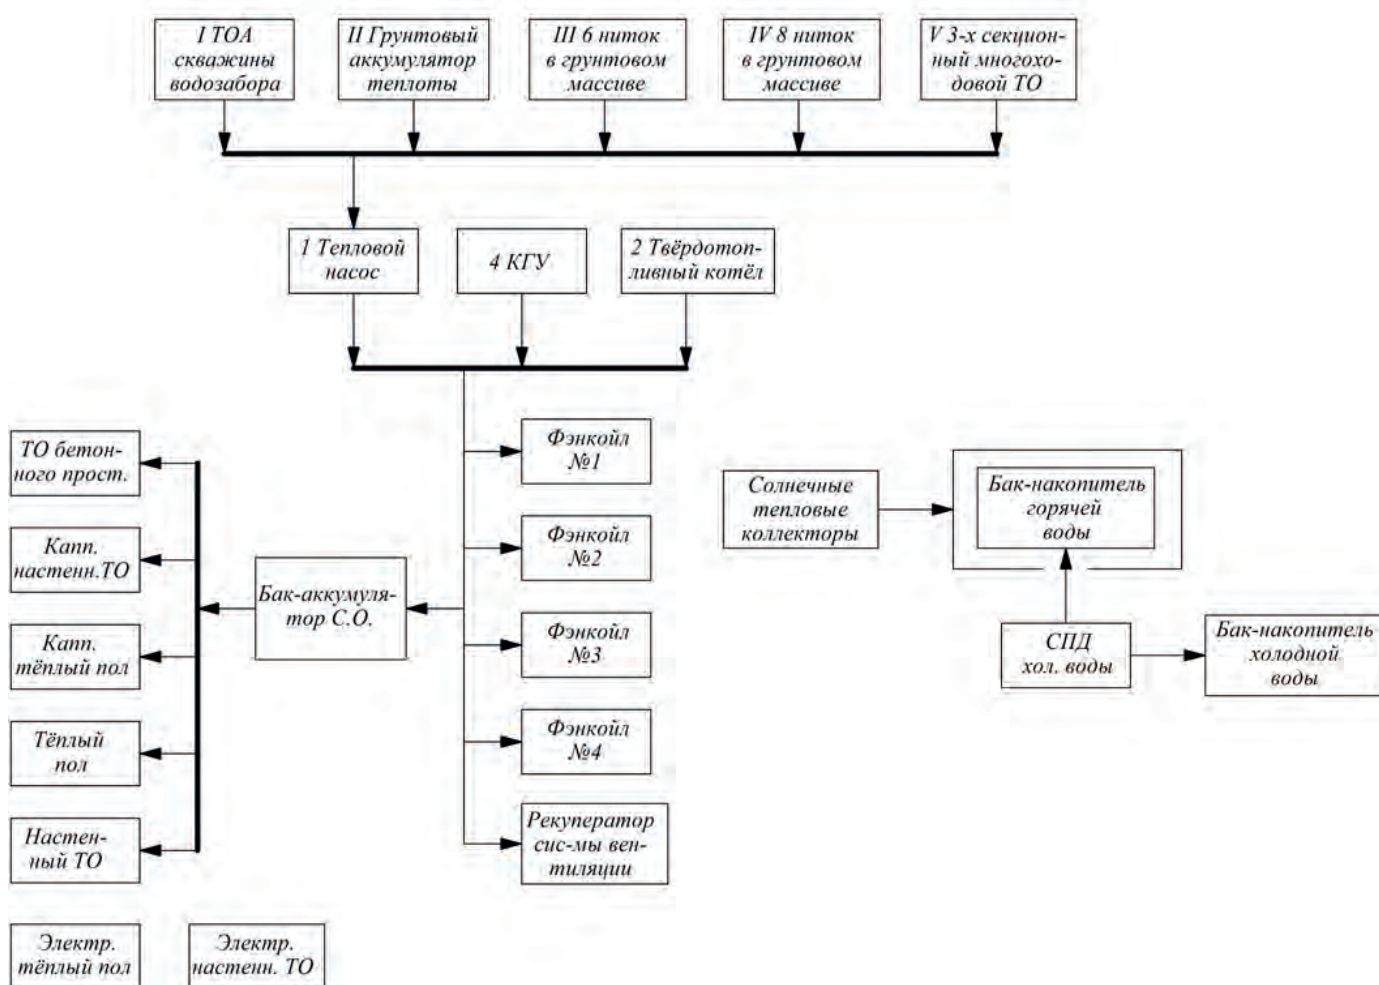 I ТОА
скважины
водозабора
II Грунтовый
аккумулятор
теплоты
III 6 ниток
в грунтовом
массиве
IV 8 ниток
в грунтовом
массиве
V 3-х секцион-
ный многохо-
довой ТО
1 Тепловой
насос
4 КГУ
2 Твёрдотоп-
ливный котёл
ТО бетон-
ного прост.
Капп.
настенн.ТО
Капп.
тёплый пол
Тёплый
пол
Настен-
ный ТО
Бак-аккумуля-
тор С.О.
Фэнкойл
№1
Фэнкойл
№2
Фэнкойл
№3
Фэнкойл
№4
Рекуператор
сис-мы вен-
тиляции
Солнечные
тепловые
коллекторы
Бак-накопитель
горячей
воды
СПД
хол. воды
Бак-накопитель
холодной
воды
Электр.
тёплый пол
Электр.
настенн. ТО